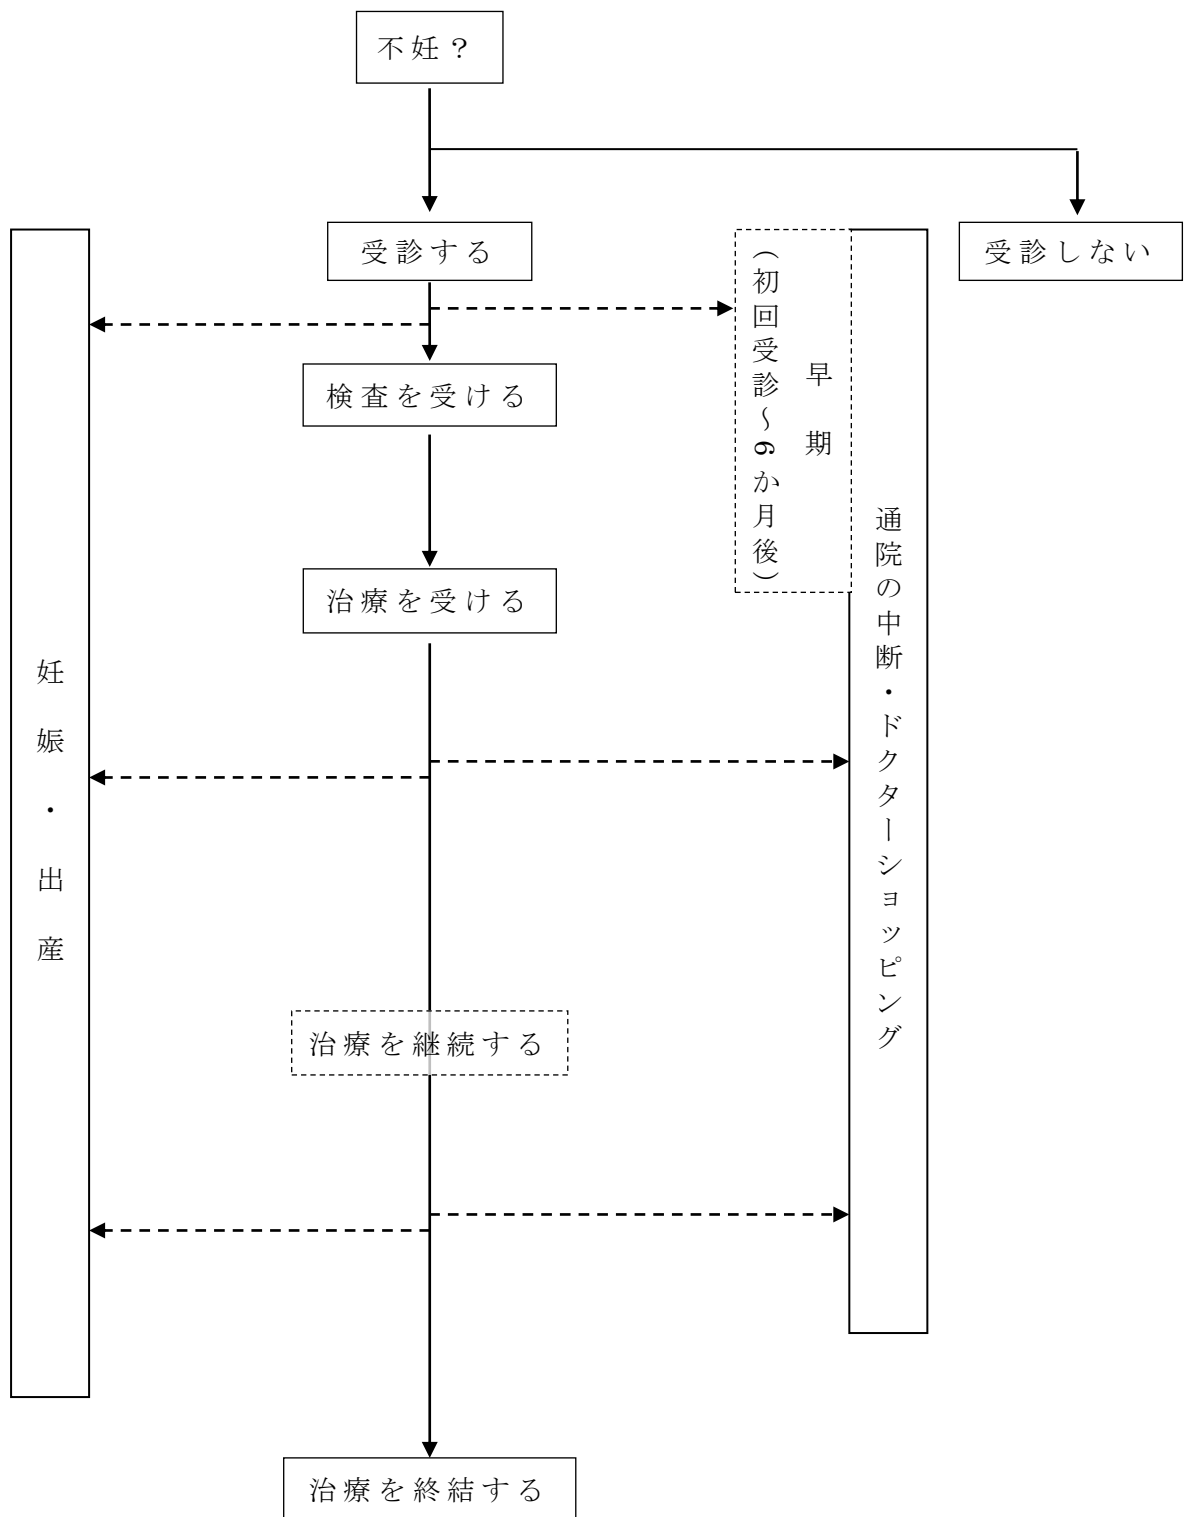 不妊？
受診する
受診しない
早期
（初回受診～6か月後）
検査を受ける
治療を受ける
通院の中断・ドクターショッピング
妊娠・出産
治療を継続する
治療を終結する